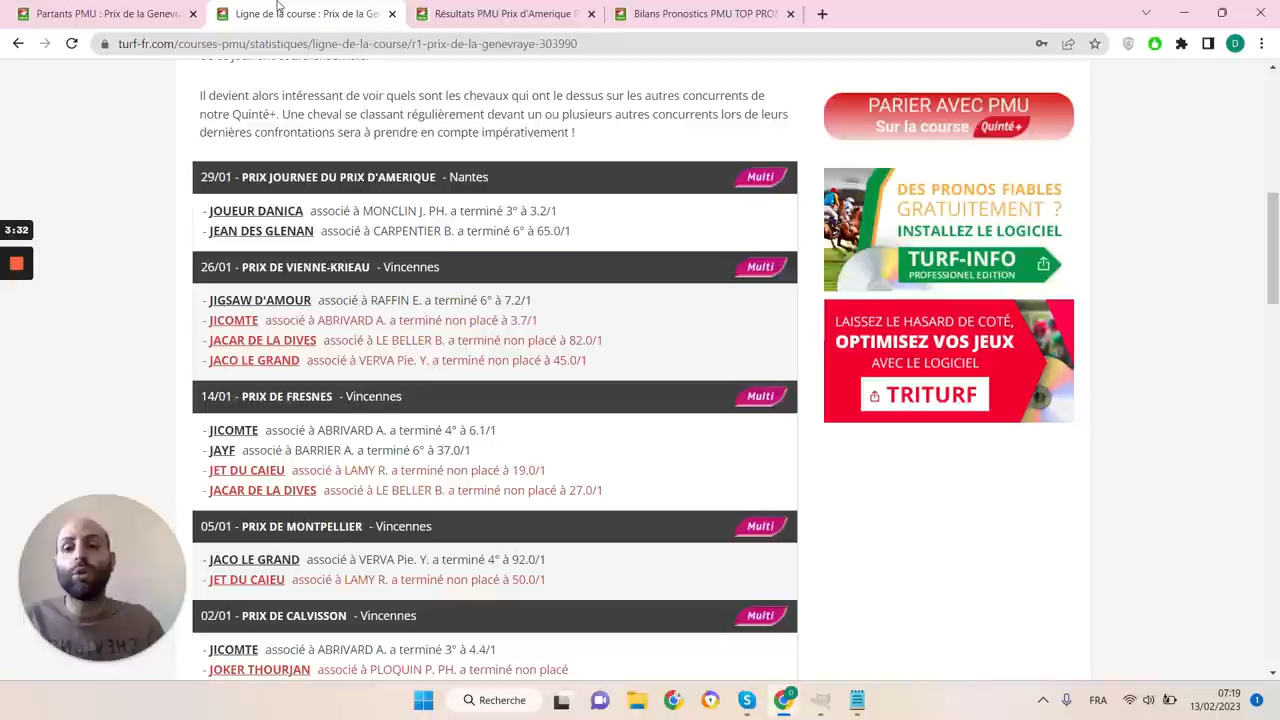 Ligne de la course : Prix de la Ge
Résultats PMU Prix d'Amerique
Bilans Pronostics PMU TOP PRO
turf-fr.com/courses-pmu/statistiques/ligne-de-la-course/r1-prix-de-la-genevraye-303990
D
Il devient alors intéressant de voir quels sont les chevaux qui ont le dessus sur les autres concurrents de
notre Quinté+. Une cheval se classant régulièrement devant un ou plusieurs autres concurrents lors de leurs
dernières confrontations sera à prendre en compte impérativement !
29/01 - PRIX JOURNEE DU PRIX D'AMERIQUE - Nantes Multi
- JOUEUR DANICA associé à MONCLIN J. PH. a terminé 3° à 3.2/1
- JEAN DES GLENAN associé à CARPENTIER B. a terminé 6° à 65.0/1
26/01 - PRIX DE VIENNE-KRIEAU - Vincennes Multi
- JIGSAW D'AMOUR associé à RAFFIN E. a terminé 6° à 7.2/1
- JICOMTE associé à ABRIVARD A. a terminé non placé à 3.7/1
- JACAR DE LA DIVES associé à LE BELLER B. a terminé non placé à 82.0/1
- JACO LE GRAND associé à VERVA Pie. Y. a terminé non placé à 45.0/1
14/01 - PRIX DE FRESNES - Vincennes Multi
- JICOMTE associé à ABRIVARD A. a terminé 4° à 6.1/1
- JAYF associé à BARRIER A. a terminé 6° à 37.0/1
- JET DU CAIEU associé à LAMY R. a terminé non placé à 19.0/1
- JACAR DE LA DIVES associé à LE BELLER B. a terminé non placé à 27.0/1
05/01 - PRIX DE MONTPELLIER - Vincennes Multi
- JACO LE GRAND associé à VERVA Pie. Y. a terminé 4° à 92.0/1
- JET DU CAIEU associé à LAMY R. a terminé non placé à 50.0/1
02/01 - PRIX DE CALVISSON - Vincennes Multi
- JICOMTE associé à ABRIVARD A. a terminé 3° à 4.4/1
- JOKER THOURJAN associé à PLOQUIN P. PH. a terminé non placé
PARIER AVEC PMU
Sur la course Quinté+
DES PRONOS FIABLES
GRATUITEMENT ?
INSTALLEZ LE LOGICIEL
TURF-INFO
PROFESSIONEL EDITION
LAISSEZ LE HASARD DE COTÉ,
OPTIMISEZ VOS JEUX
AVEC LE LOGICIEL
TRITURF
3:32
Recherche
FRA
07:19
13/02/2023